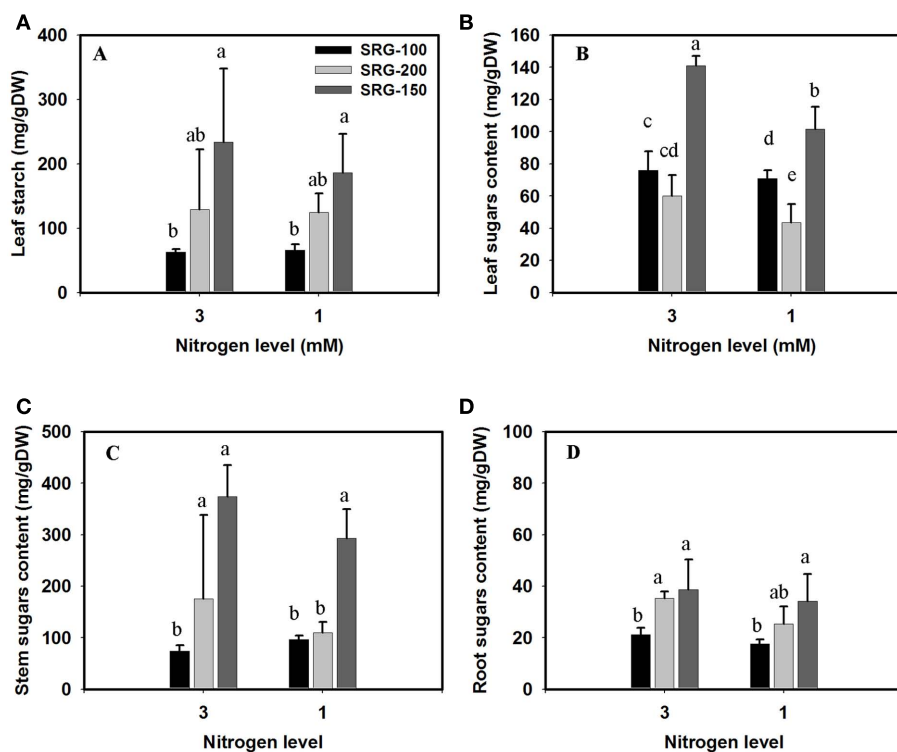 A
B
400
300
200
100
0
Leaf starch (mg/gDW)
A
SRG-100
SRG-200
SRG-150
b
ab
a
b
ab
a
3
1
Nitrogen level (mM)
160
140
120
100
80
60
40
20
0
Leaf sugars content (mg/gDW)
B
c
cd
a
d
e
b
3
1
Nitrogen level (mM)
C
D
500
400
300
200
100
0
Stem sugars content (mg/gDW)
C
b
a
a
b
b
a
3
1
Nitrogen level
100
80
60
40
20
0
Root sugars content (mg/gDW)
D
b
a
a
b
ab
a
3
1
Nitrogen level